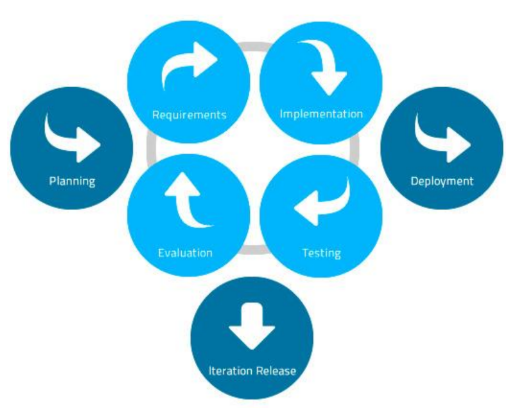 Requirements
Implementation
Planning
Deployment
Evaluation
Testing
Iteration Release